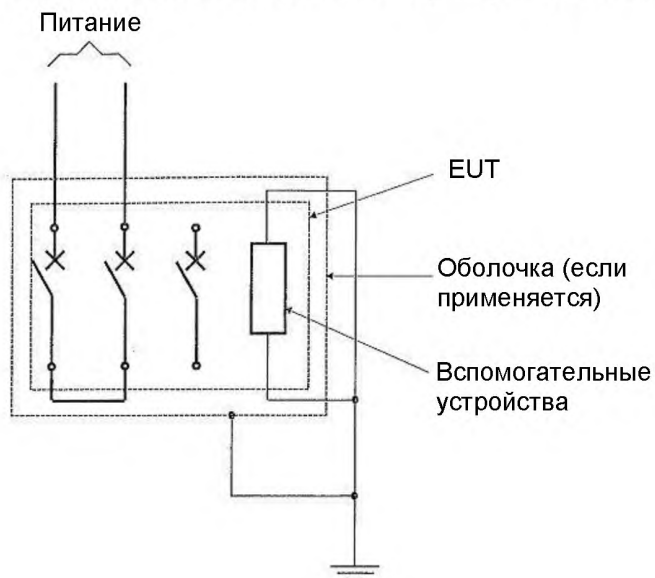 Питание
EUT
Оболочка (если
применяется)
Вспомогательные
устройства